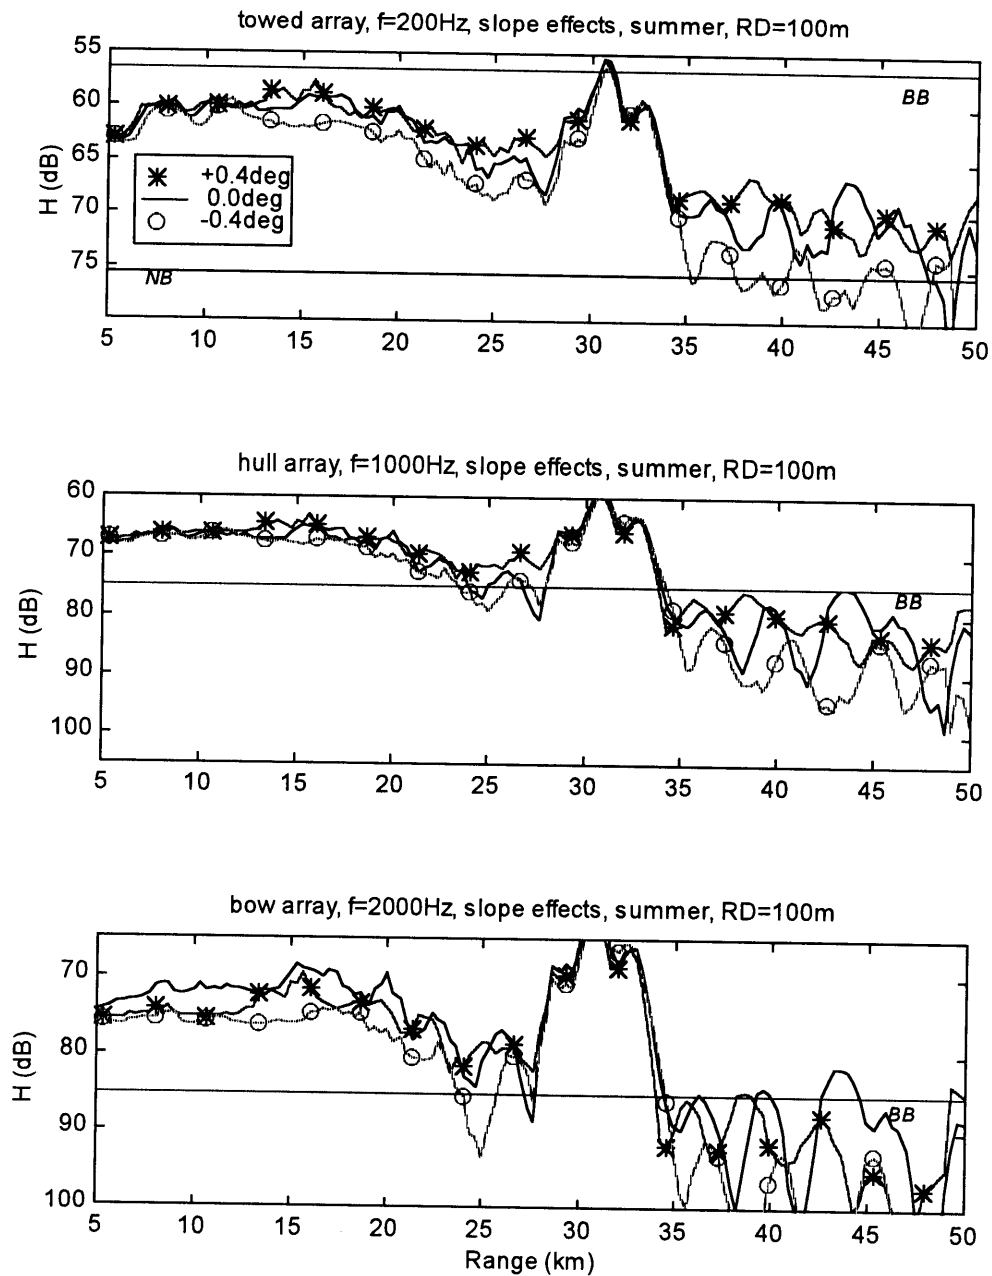 towed array, f=200Hz, slope effects, summer, RD=100m
55
60
65
70
75
H (dB)
BB
+0.4deg
0.0deg
-0.4deg
NB
5 10 15 20 25 30 35 40 45 50
hull array, f=1000Hz, slope effects, summer, RD=100m
60
70
80
90
100
H (dB)
BB
5 10 15 20 25 30 35 40 45 50
bow array, f=2000Hz, slope effects, summer, RD=100m
70
80
90
100
H (dB)
BB
5 10 15 20 25 30 35 40 45 50
Range (km)